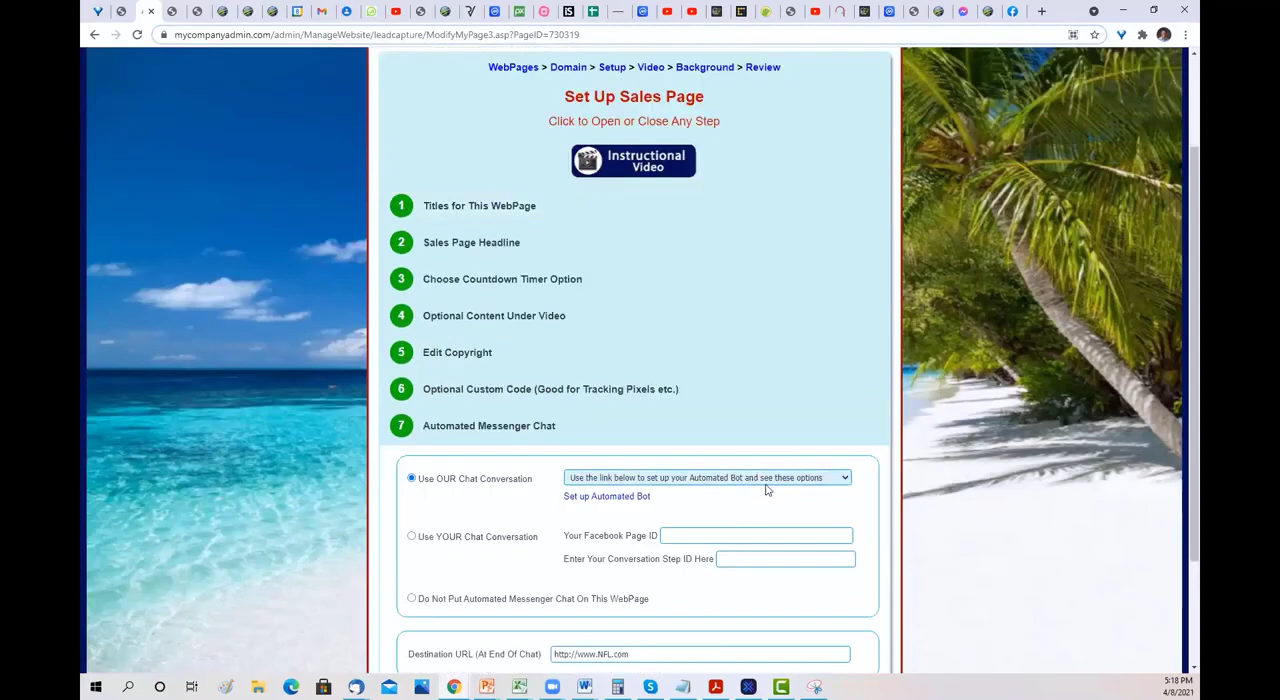 mycompanyadmin.com/admin/ManageWebsite/leadcapture/ModifyMyPage3.asp?PageID=730319
WebPages > Domain > Setup > Video > Background > Review
Set Up Sales Page
Click to Open or Close Any Step
Instructional
Video
1 Titles for This WebPage
2 Sales Page Headline
3 Choose Countdown Timer Option
4 Optional Content Under Video
5 Edit Copyright
6 Optional Custom Code (Good for Tracking Pixels etc.)
7 Automated Messenger Chat
Use OUR Chat Conversation Use the link below to set up your Automated Bot and see these options
Set up Automated Bot
Use YOUR Chat Conversation Your Facebook Page ID
Enter Your Conversation Step ID Here
Do Not Put Automated Messenger Chat On This WebPage
Destination URL (At End Of Chat) http://www.NFL.com
5:18 PM
4/8/2021